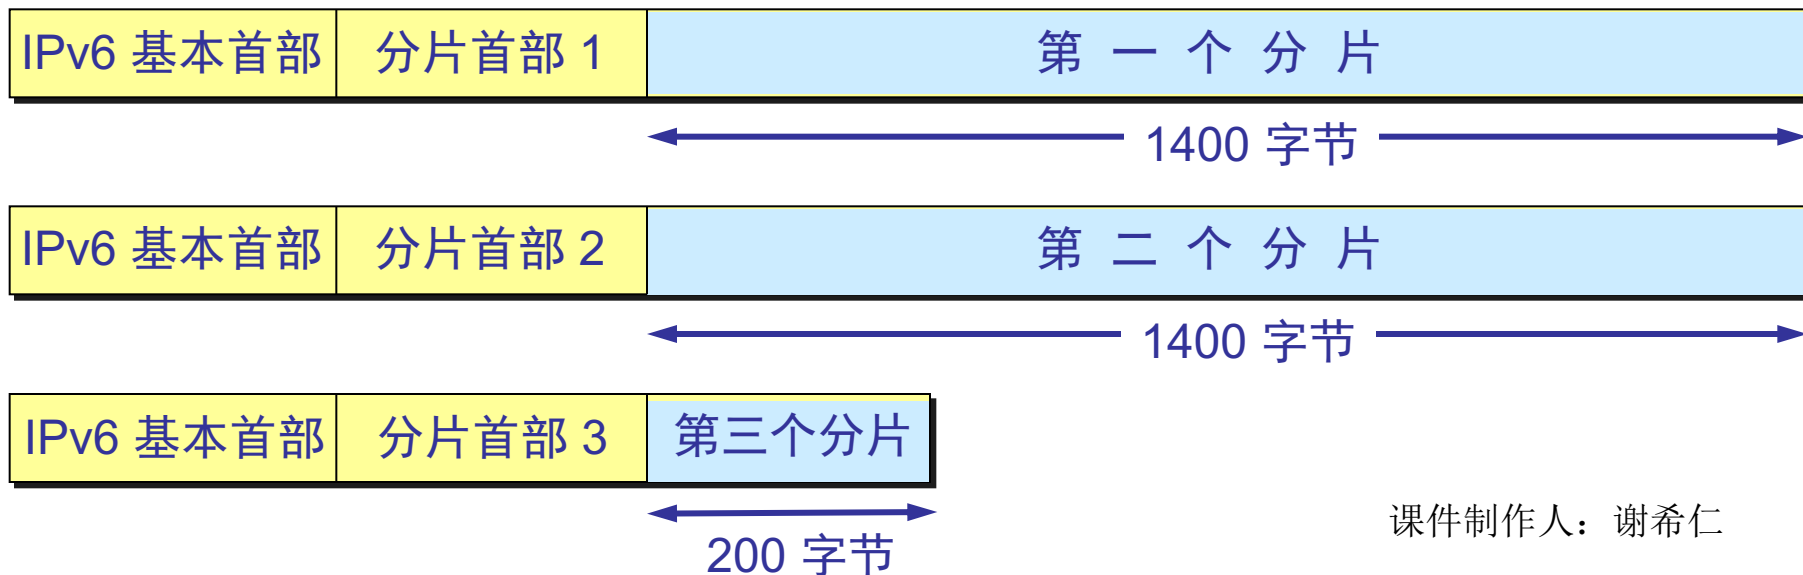 IPv6 基本首部 分片首部 1 第 一 个 分 片
1400 字节
IPv6 基本首部 分片首部 2 第 二 个 分 片
1400 字节
IPv6 基本首部 分片首部 3 第三个分片
200 字节
课件制作人：谢希仁